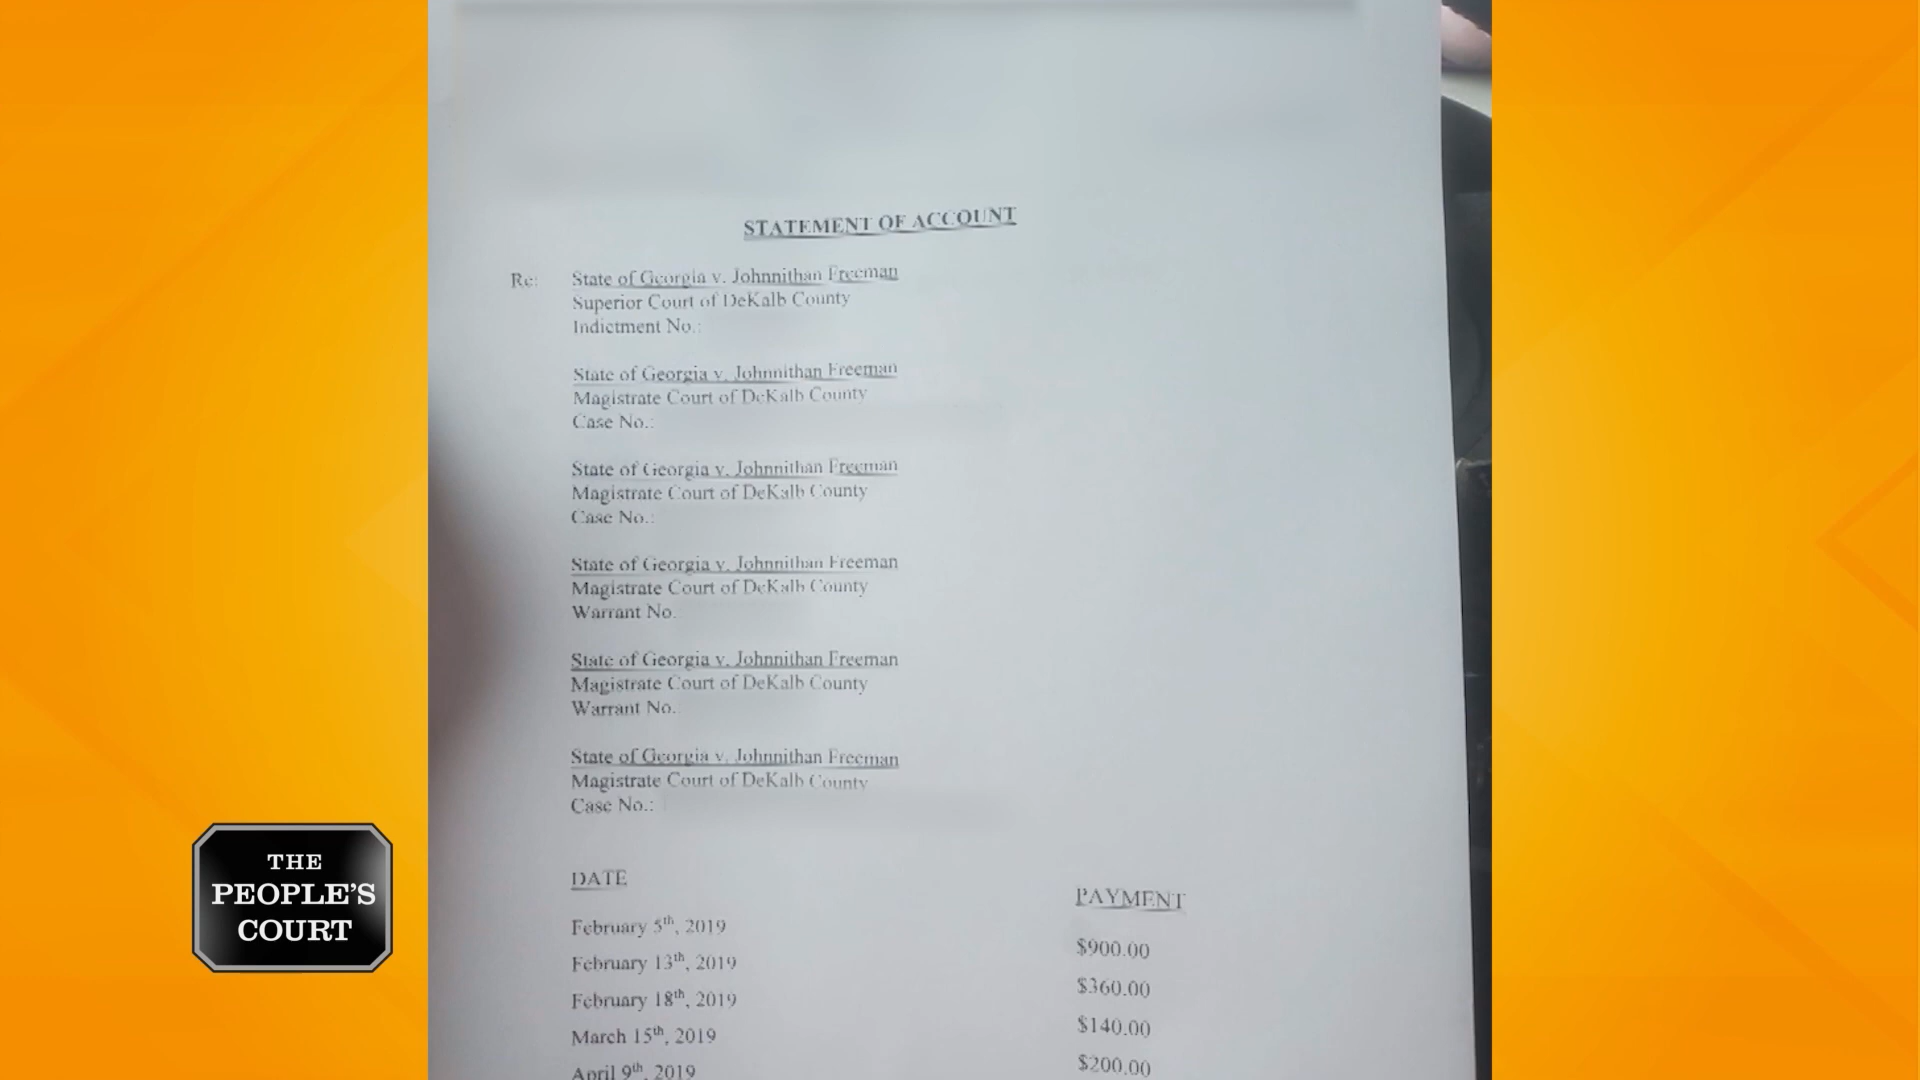 STATEMENT OF ACCOUNT
Re: State of Georgia v. Johnnithan Freeman
Superior Court of DeKalb County
Indictment No.:
State of Georgia v. Johnnithan Freeman
Magistrate Court of DeKalb County
Case No.:
State of Georgia v. Johnnithan Freeman
Magistrate Court of DeKalb County
Case No.:
State of Georgia v. Johnnithan Freeman
Magistrate Court of DeKalb County
Warrant No.
State of Georgia v. Johnnithan Freeman
Magistrate Court of DeKalb County
Warrant No.
State of Georgia v. Johnnithan Freeman
Magistrate Court of DeKalb County
Case No.:
DATE PAYMENT
February 5th, 2019 $900.00
February 13th, 2019 $360.00
February 18th, 2019 $140.00
March 15th, 2019 $200.00
April 9th, 2019
THE
PEOPLE'S
COURT